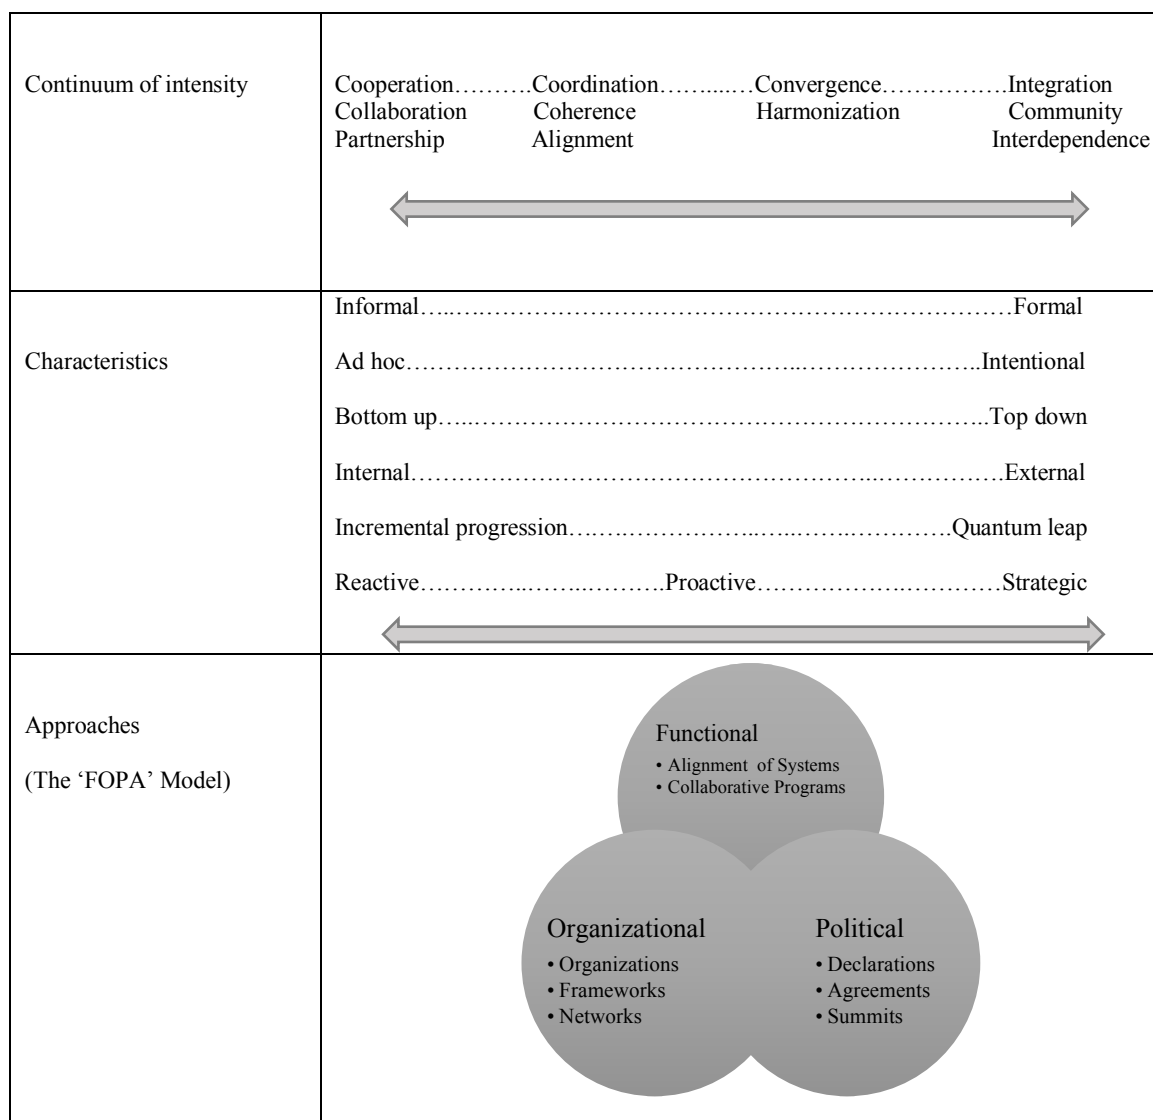 Continuum of intensity
Cooperation……….Coordination……....…Convergence……………Integration
Collaboration Coherence Harmonization Community
Partnership Alignment Interdependence
Informal…..….……………………………………………………………Formal
Characteristics
Ad hoc…………………………………………..…………………..Intentional
Bottom up…..………………………………………………………..Top down
Internal…………………………………………………..…………….External
Incremental progression…….………………..…..…….………….Quantum leap
Reactive…………..……..……….Proactive……………….…………Strategic
Approaches
(The ‘FOPA’ Model)
Functional
• Alignment of Systems
• Collaborative Programs
Organizational
• Organizations
• Frameworks
• Networks
Political
• Declarations
• Agreements
• Summits